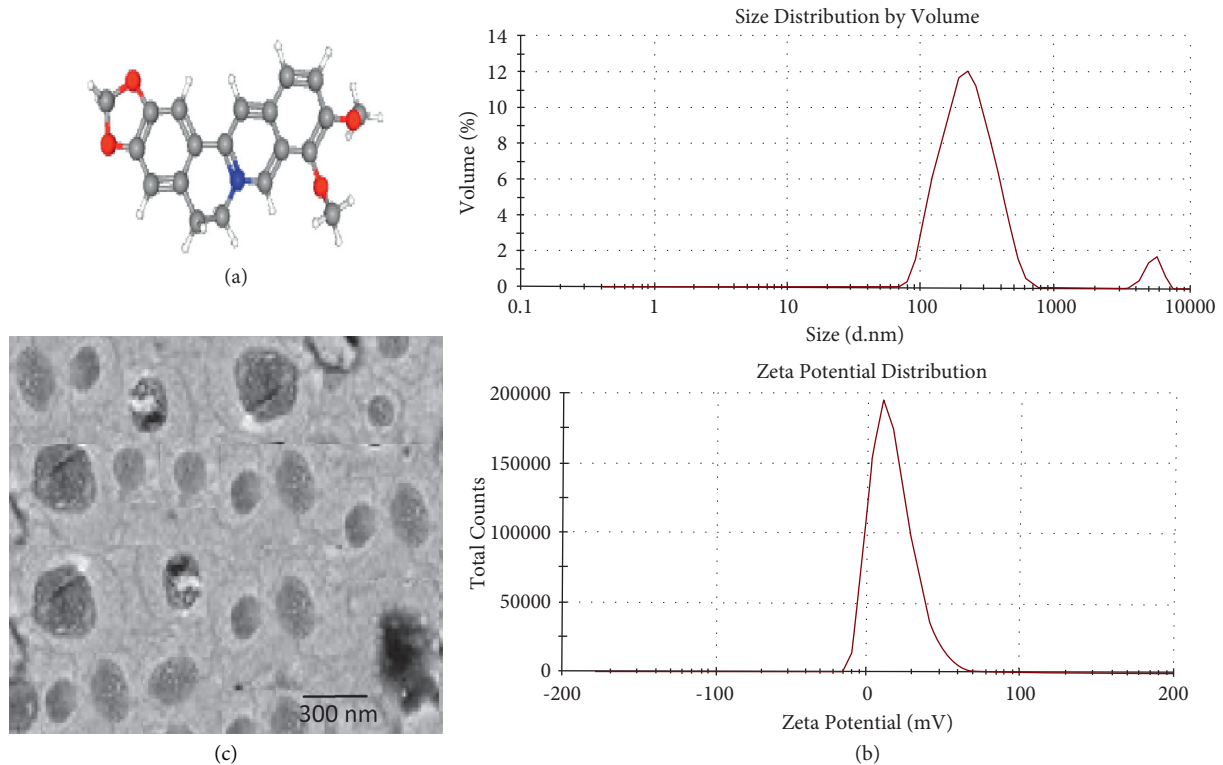 (a)
Size Distribution by Volume
Volume (%)
14
12
10
8
6
4
2
0
0.1 1 10 100 1000 10000
Size (d.nm)
Zeta Potential Distribution
Total Counts
200000
150000
100000
50000
0
-200 -100 0 100 200
Zeta Potential (mV)
(b)
300 nm
(c)